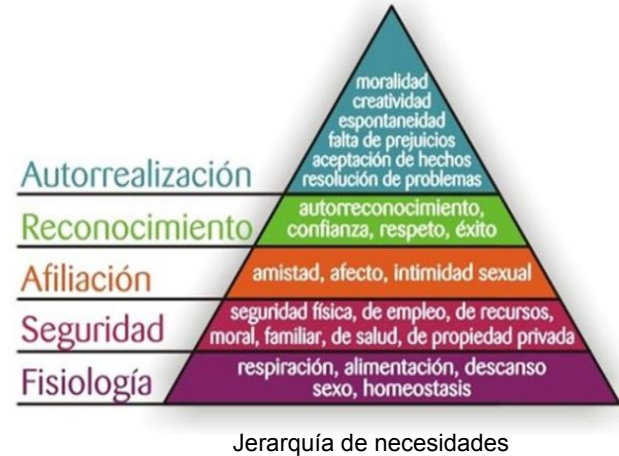 moralidad
creatividad
espontaneidad
falta de prejuicios
aceptación de hechos
resolución de problemas
Autorrealización
autorreconocimiento,
confianza, respeto, éxito
Reconocimiento
amistad, afecto, intimidad sexual
Afiliación
seguridad física, de empleo, de recursos,
moral, familiar, de salud, de propiedad privada
Seguridad
respiración, alimentación, descanso
sexo, homeostasis
Fisiología
Jerarquía de necesidades